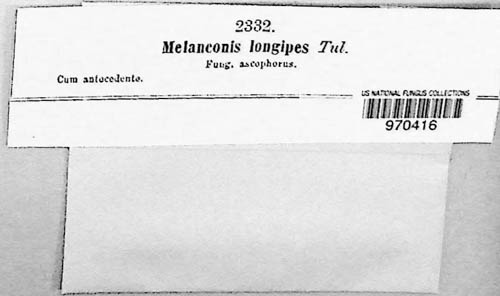 2332.
Melanconis longipes Tul.
Fung. ascophorus.
Cum antecedente.
US NATIONAL FUNGUS COLLECTIONS
970416